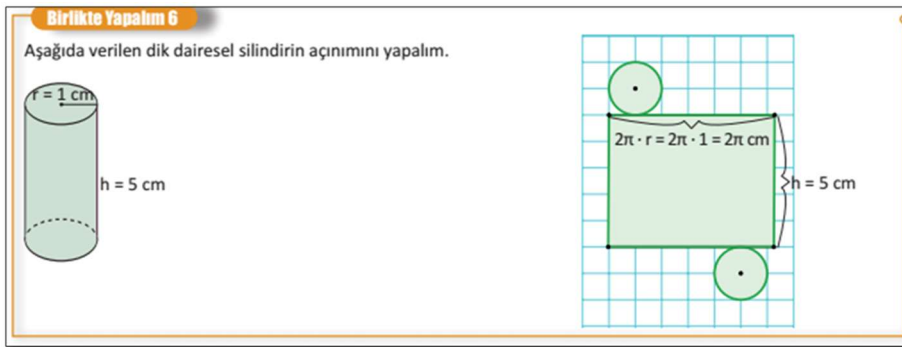 Birlikte Yapalım 6
Aşağıda verilen dik dairesel silindirin açınımını yapalım.
r = 1 cm
h = 5 cm
2π · r = 2π · 1 = 2π cm
h = 5 cm